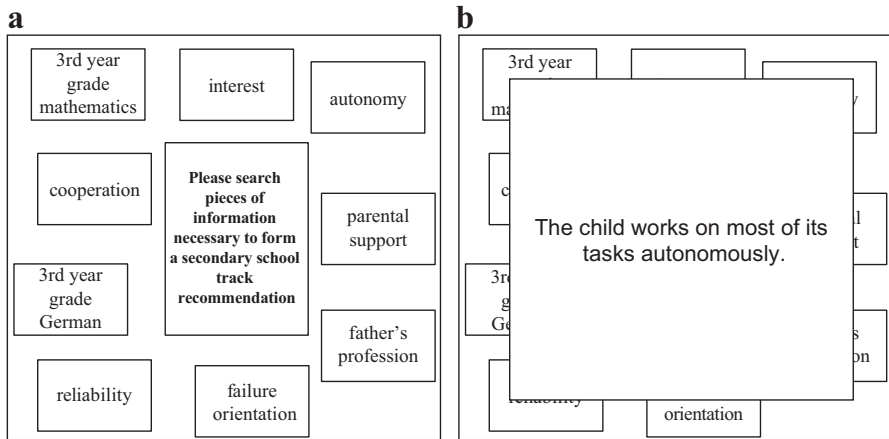 a
3rd year
grade
mathematics
interest
autonomy
cooperation
Please search
pieces of
information
necessary to form
a secondary school
track
recommendation
parental
support
3rd year
grade
German
father's
profession
reliability
failure
orientation
b
3rd year
The child works on most of its
tasks autonomously.
orientation